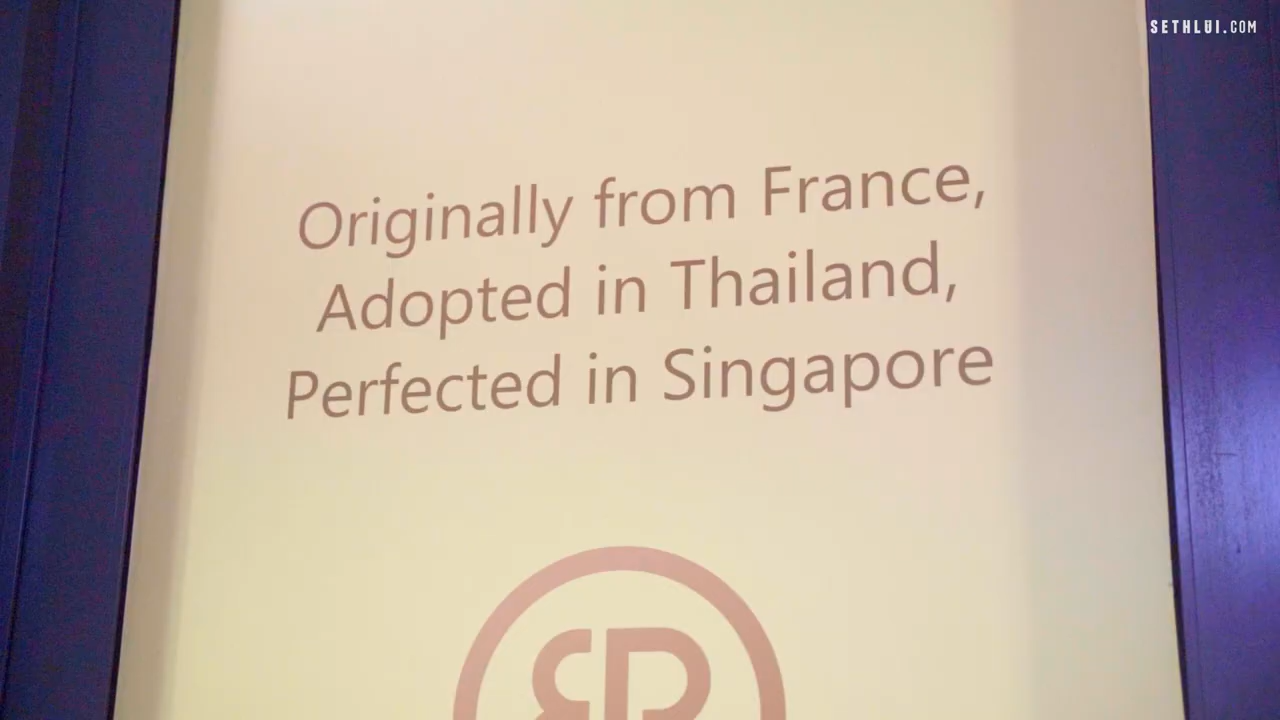 SETHLUI.COM
Originally from France,
Adopted in Thailand,
Perfected in Singapore